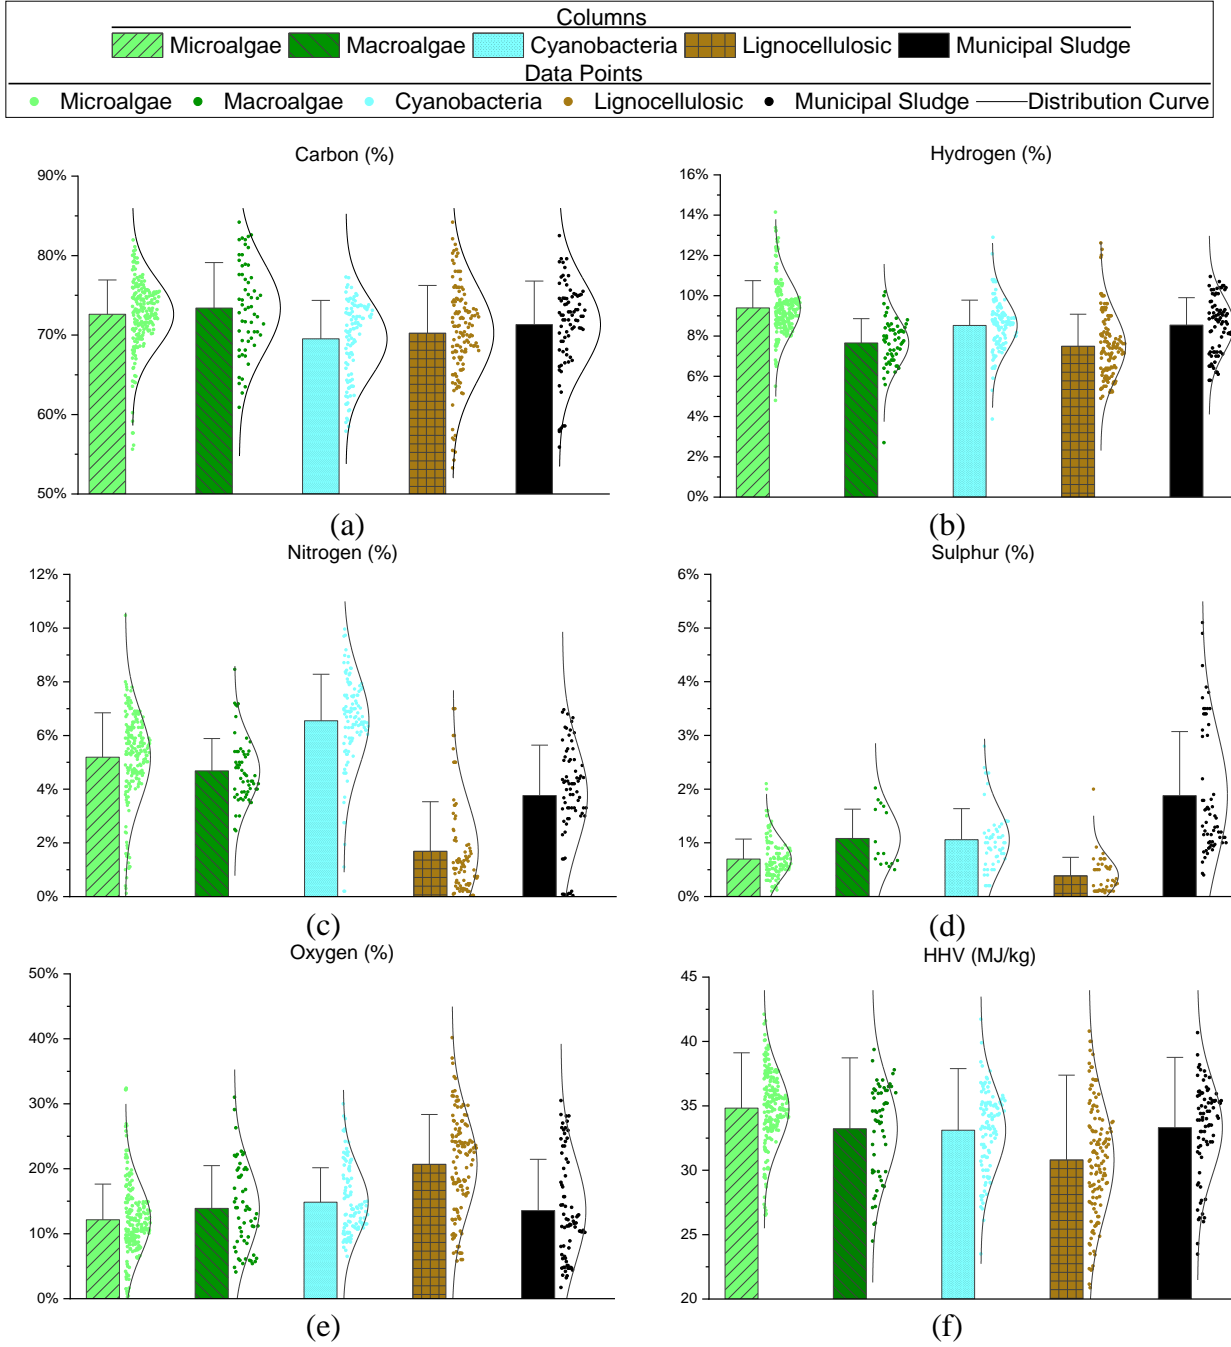 Columns
Microalgae Macroalgae Cyanobacteria Lignocellulosic Municipal Sludge
Data Points
Microalgae Macroalgae Cyanobacteria Lignocellulosic Municipal Sludge Distribution Curve
Carbon (%)
90%
80%
70%
60%
50%
(a)
Hydrogen (%)
16%
14%
12%
10%
8%
6%
4%
2%
0%
(b)
Nitrogen (%)
12%
10%
8%
6%
4%
2%
0%
(c)
Sulphur (%)
6%
5%
4%
3%
2%
1%
0%
(d)
Oxygen (%)
50%
40%
30%
20%
10%
0%
(e)
HHV (MJ/kg)
45
40
35
30
25
20
(f)